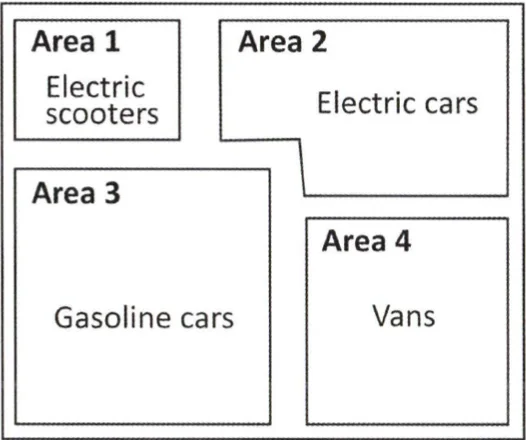 Area 1
Electric
scooters
Area 2
Electric cars
Area 3
Gasoline cars
Area 4
Vans